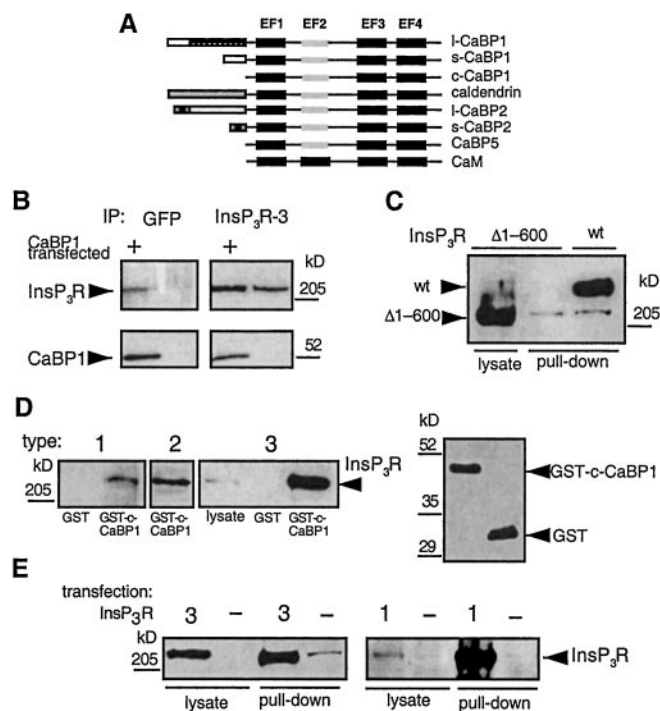 A
EF1 EF2 EF3 EF4
l-CaBP1
s-CaBP1
c-CaBP1
caldendrin
l-CaBP2
s-CaBP2
CaBP5
CaM
B
IP: GFP InsP3R-3
CaBP1 transfected + +
kD
InsP3R
205
CaBP1
52
C
InsP3R Δ1–600 wt
wt
kD
Δ1–600
205
lysate pull-down
D
type: 1 2 3
kD
InsP3R
205
GST GST-c-CaBP1 GST-c-CaBP1 lysate GST GST-c-CaBP1
kD
52
GST-c-CaBP1
35
GST
29
E
transfection:
InsP3R 3 – 3 – 1 – 1 –
kD
205
InsP3R
lysate pull-down lysate pull-down